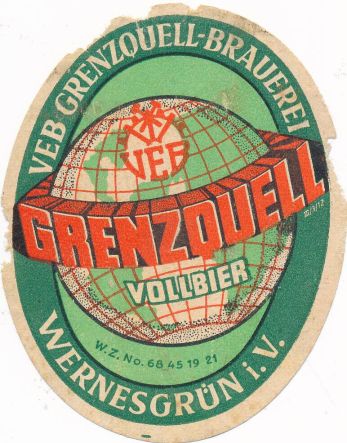 VEB GRENZQUELL-BRAUEREI
VEB
GRENZQUELL
VOLLBIER
W.Z. No. 68 45 19 21
WERNESGRÜN i.V.